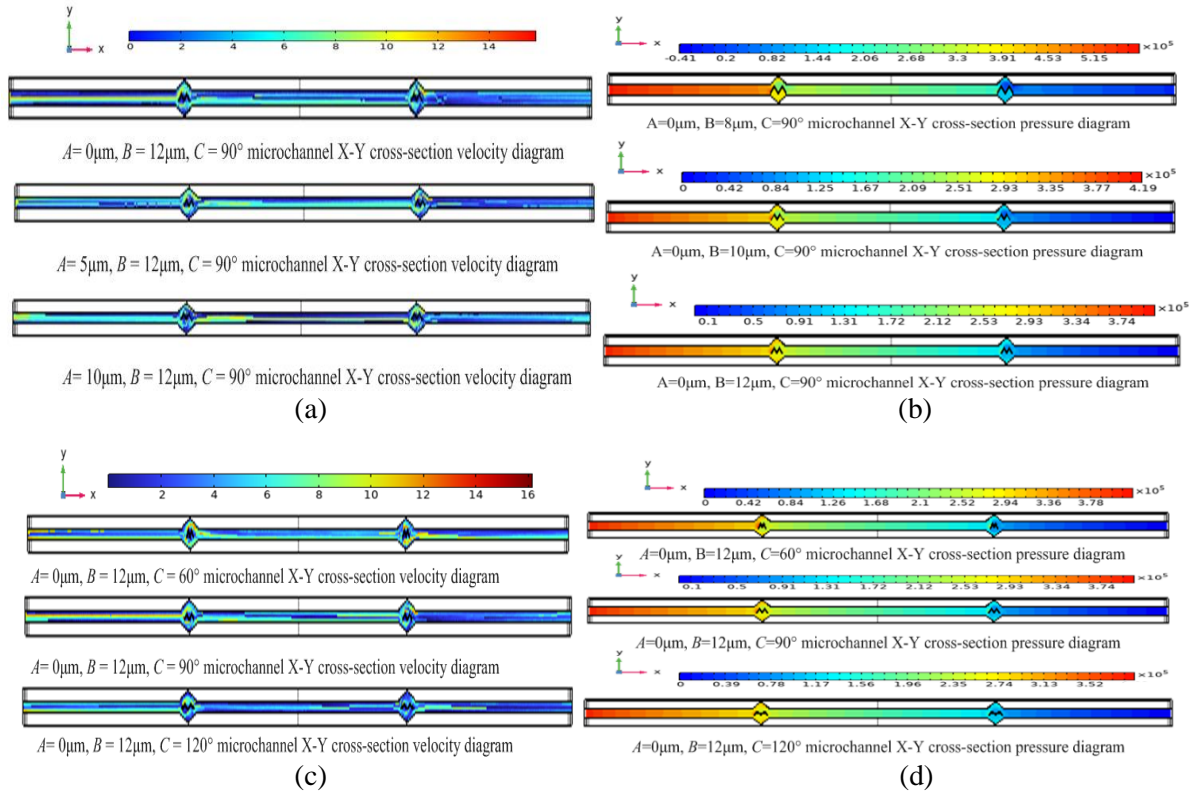 y
x
0 2 4 6 8 10 12 14
A= 0μm, B = 12μm, C = 90° microchannel X-Y cross-section velocity diagram
A= 5μm, B = 12μm, C = 90° microchannel X-Y cross-section velocity diagram
A= 10μm, B = 12μm, C = 90° microchannel X-Y cross-section velocity diagram
(a)
y
x
×10⁵
-0.41 0.2 0.82 1.44 2.06 2.68 3.3 3.91 4.53 5.15
A=0μm, B=8μm, C=90° microchannel X-Y cross-section pressure diagram
y
x
×10⁵
0 0.42 0.84 1.25 1.67 2.09 2.51 2.93 3.35 3.77 4.19
A=0μm, B=10μm, C=90° microchannel X-Y cross-section pressure diagram
y
x
×10⁵
0.1 0.5 0.91 1.31 1.72 2.12 2.53 2.93 3.34 3.74
A=0μm, B=12μm, C=90° microchannel X-Y cross-section pressure diagram
(b)
y
x
2 4 6 8 10 12 14 16
A= 0μm, B = 12μm, C = 60° microchannel X-Y cross-section velocity diagram
A= 0μm, B = 12μm, C = 90° microchannel X-Y cross-section velocity diagram
A= 0μm, B = 12μm, C = 120° microchannel X-Y cross-section velocity diagram
(c)
y
x
×10⁵
0 0.42 0.84 1.26 1.68 2.1 2.52 2.94 3.36 3.78
A=0μm, B=12μm, C=60° microchannel X-Y cross-section pressure diagram
y
x
×10⁵
0.1 0.5 0.91 1.31 1.72 2.12 2.53 2.93 3.34 3.74
A=0μm, B=12μm, C=90° microchannel X-Y cross-section pressure diagram
y
x
×10⁵
0 0.39 0.78 1.17 1.56 1.96 2.35 2.74 3.13 3.52
A=0μm, B=12μm, C=120° microchannel X-Y cross-section pressure diagram
(d)